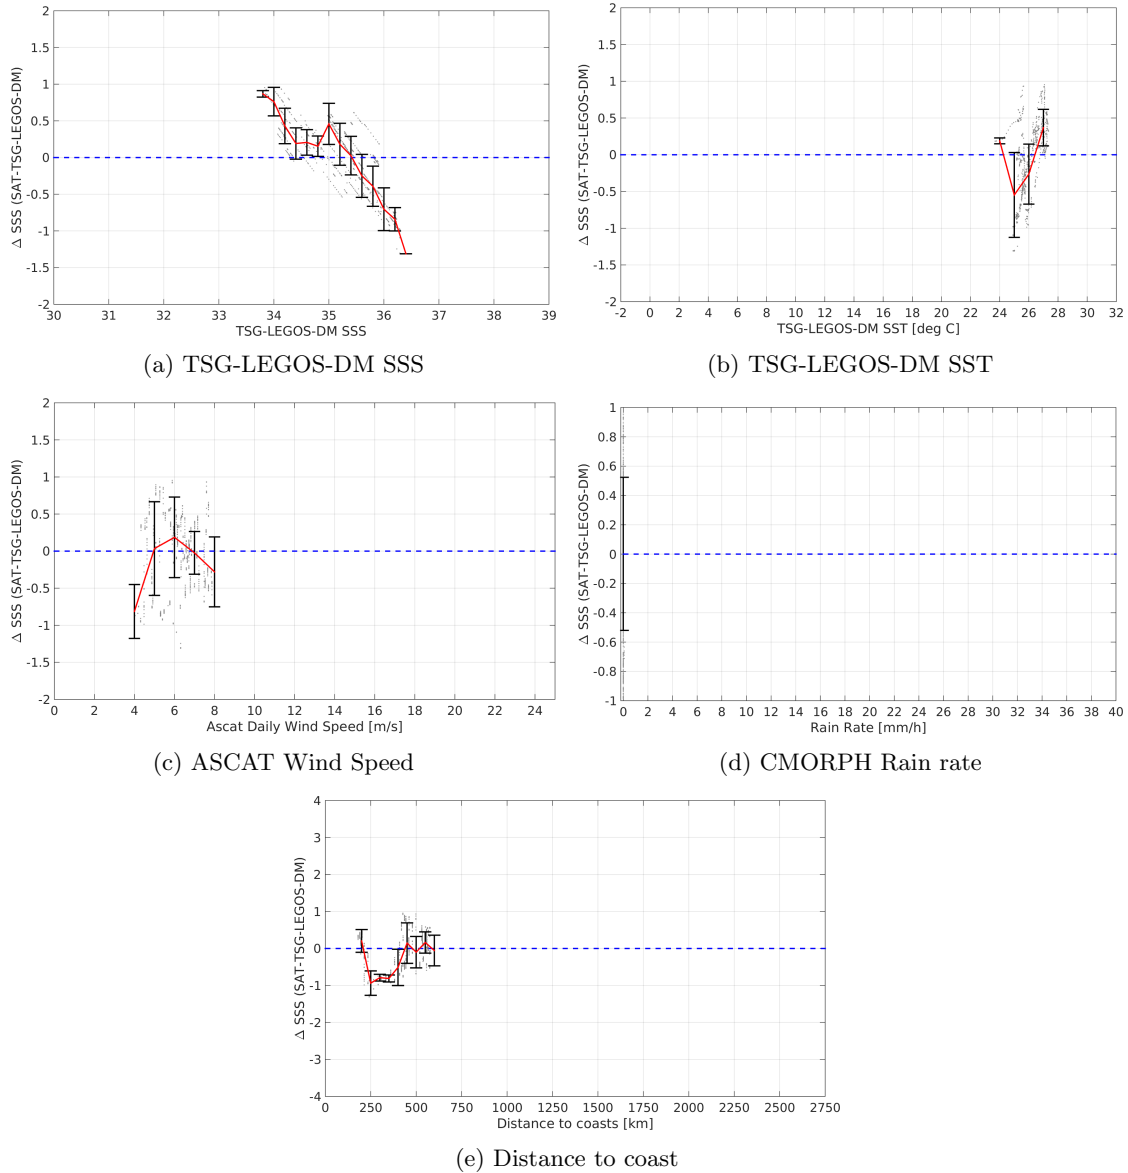 2
1.5
1
0.5
0
-0.5
-1
-1.5
-2
Δ SSS (SAT-TSG-LEGOS-DM)
30 31 32 33 34 35 36 37 38 39
TSG-LEGOS-DM SSS
(a) TSG-LEGOS-DM SSS
2
1.5
1
0.5
0
-0.5
-1
-1.5
-2
Δ SSS (SAT-TSG-LEGOS-DM)
-2 0 2 4 6 8 10 12 14 16 18 20 22 24 26 28 30 32
TSG-LEGOS-DM SST [deg C]
(b) TSG-LEGOS-DM SST
2
1.5
1
0.5
0
-0.5
-1
-1.5
-2
Δ SSS (SAT-TSG-LEGOS-DM)
0 2 4 6 8 10 12 14 16 18 20 22 24
Ascat Daily Wind Speed [m/s]
(c) ASCAT Wind Speed
1
0.8
0.6
0.4
0.2
0
-0.2
-0.4
-0.6
-0.8
-1
Δ SSS (SAT-TSG-LEGOS-DM)
0 2 4 6 8 10 12 14 16 18 20 22 24 26 28 30 32 34 36 38 40
Rain Rate [mm/h]
(d) CMORPH Rain rate
4
3
2
1
0
-1
-2
-3
-4
Δ SSS (SAT-TSG-LEGOS-DM)
0 250 500 750 1000 1250 1500 1750 2000 2250 2500 2750
Distance to coasts [km]
(e) Distance to coast